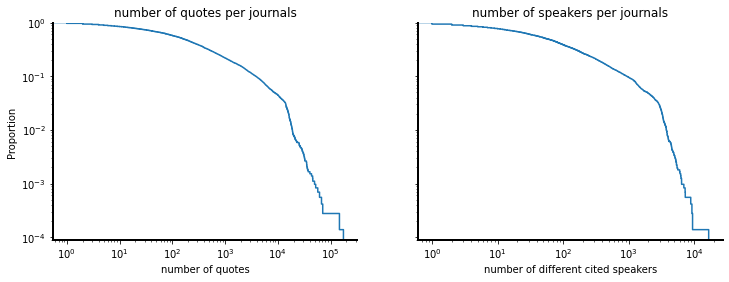 number of quotes per journals
number of speakers per journals
Proportion
10^0
10^-1
10^-2
10^-3
10^-4
10^0 10^1 10^2 10^3 10^4 10^5
number of quotes
10^0 10^1 10^2 10^3 10^4
number of different cited speakers